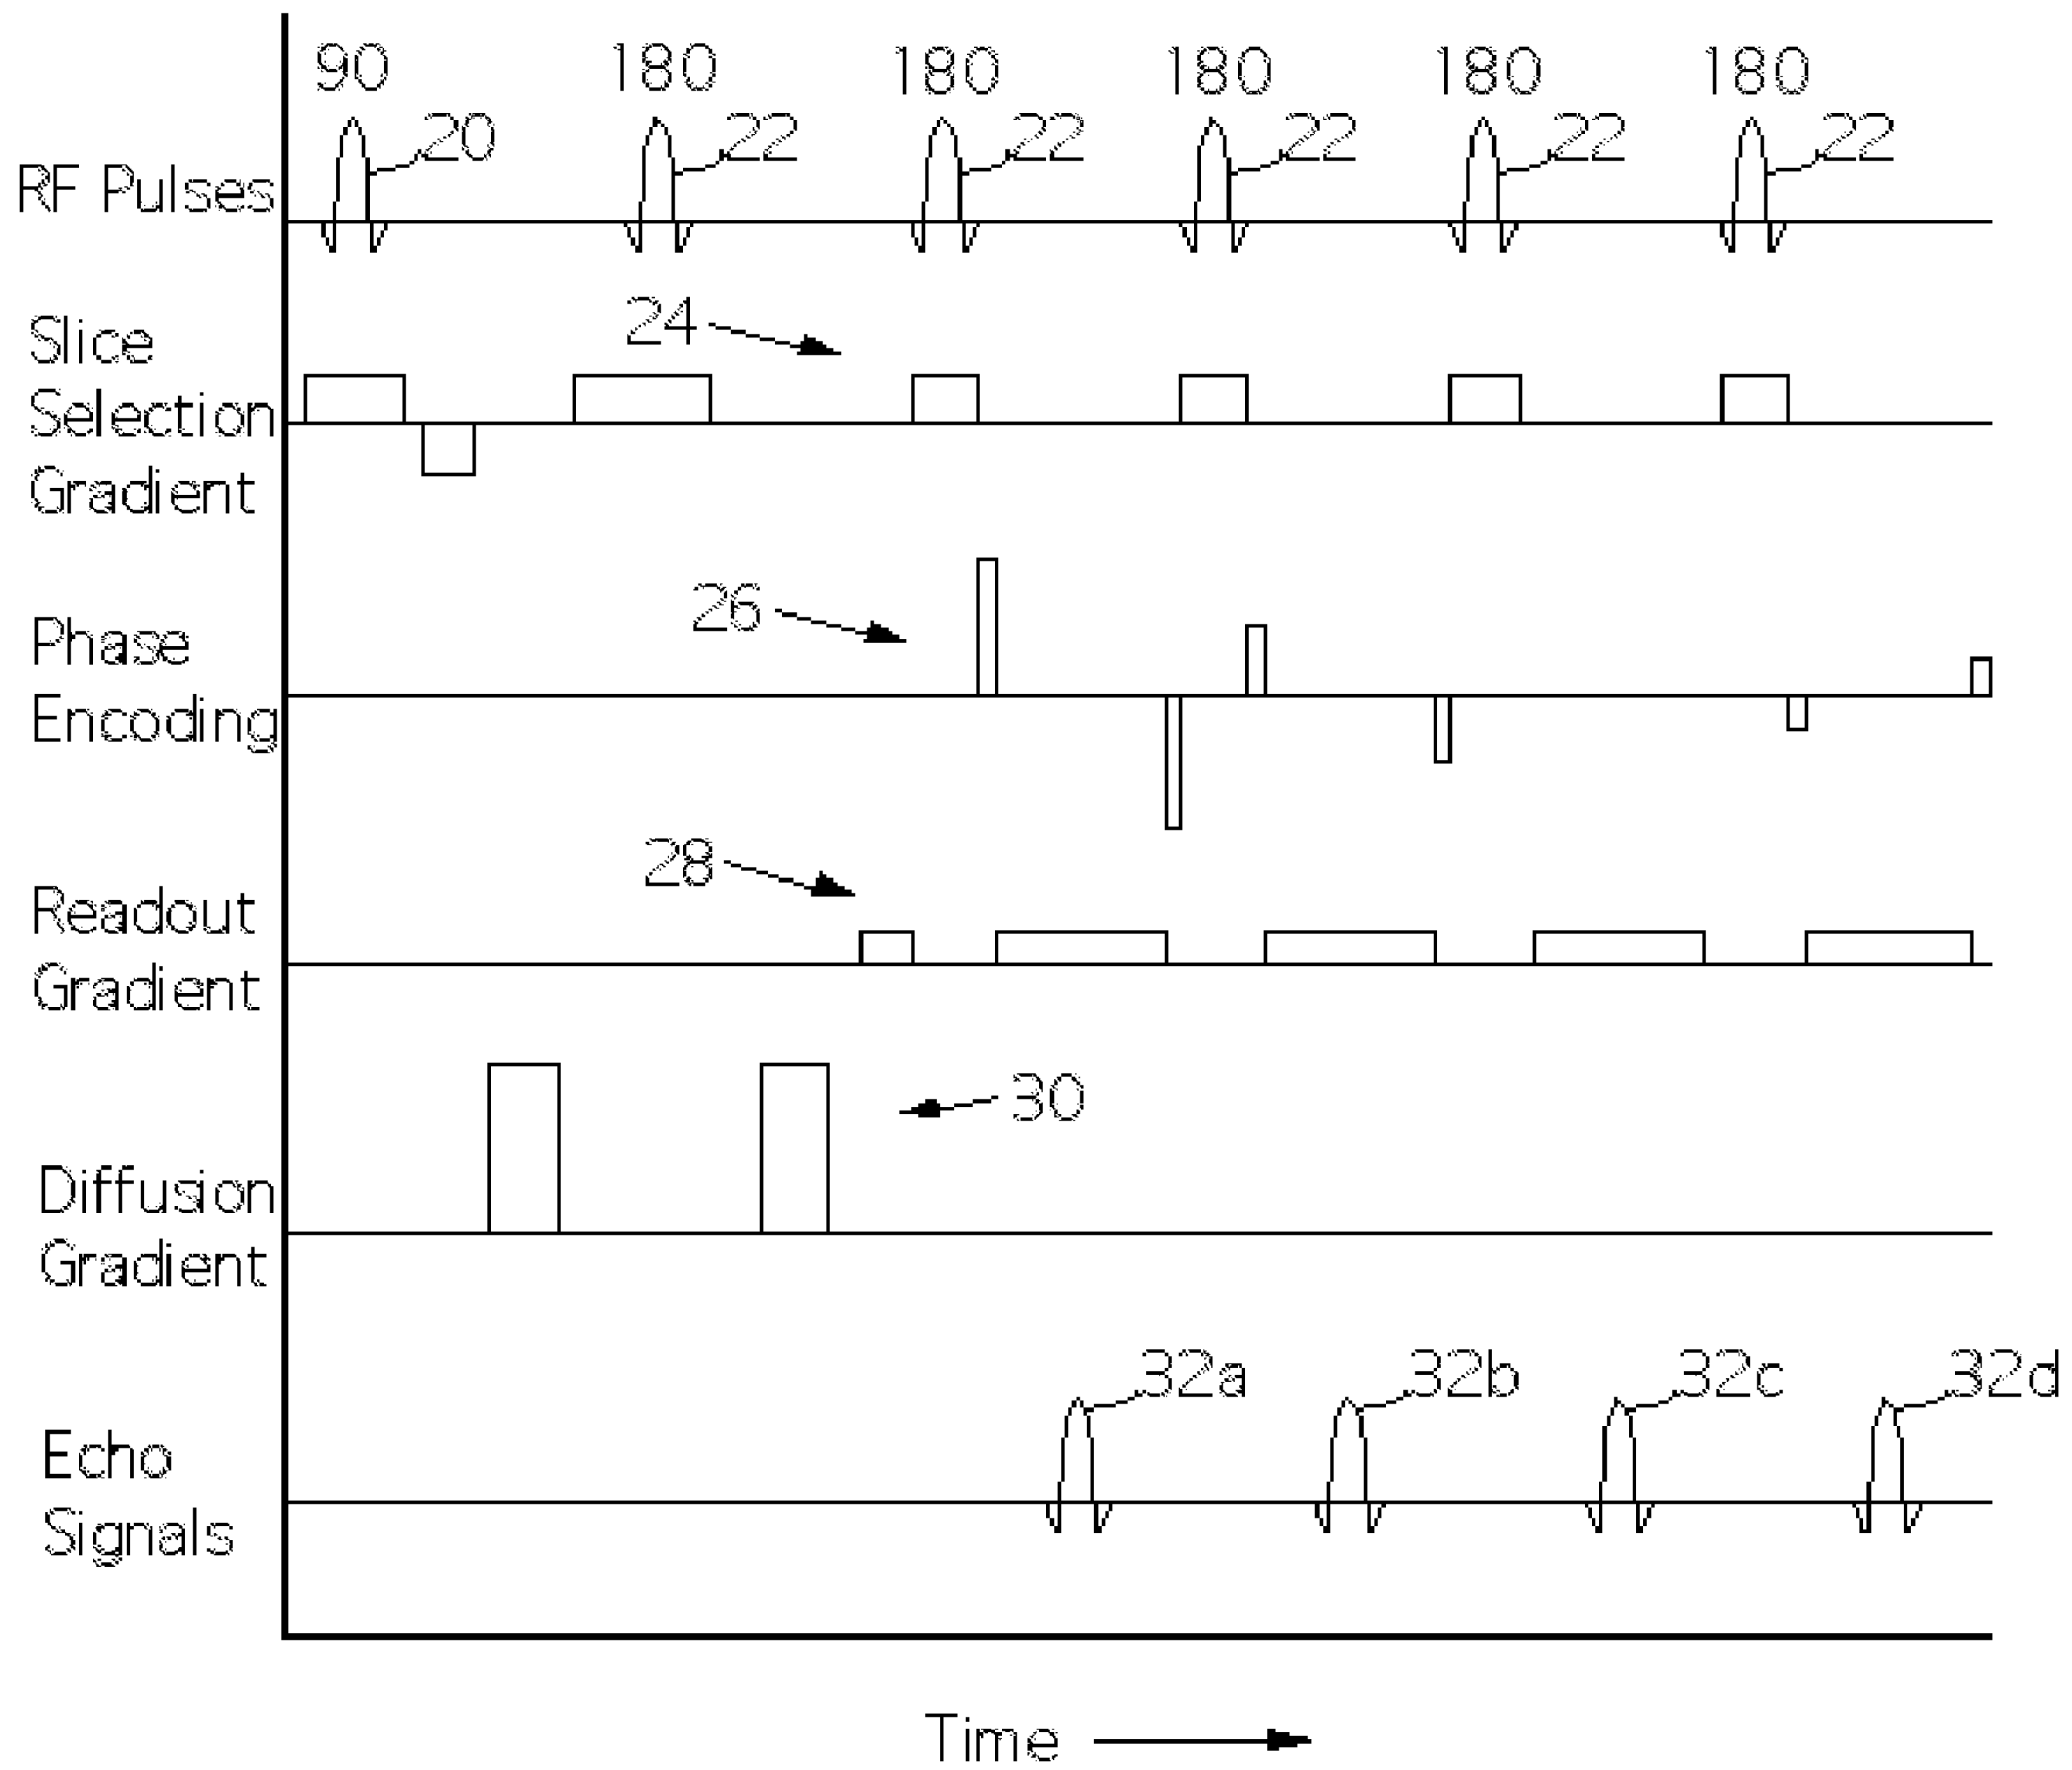 90 180 180 180 180 180
20 22 22 22 22 22
RF Pulses
24
Slice
Selection
Gradient
26
Phase
Encoding
28
Readout
Gradient
30
Diffusion
Gradient
32a 32b 32c 32d
Echo
Signals
Time